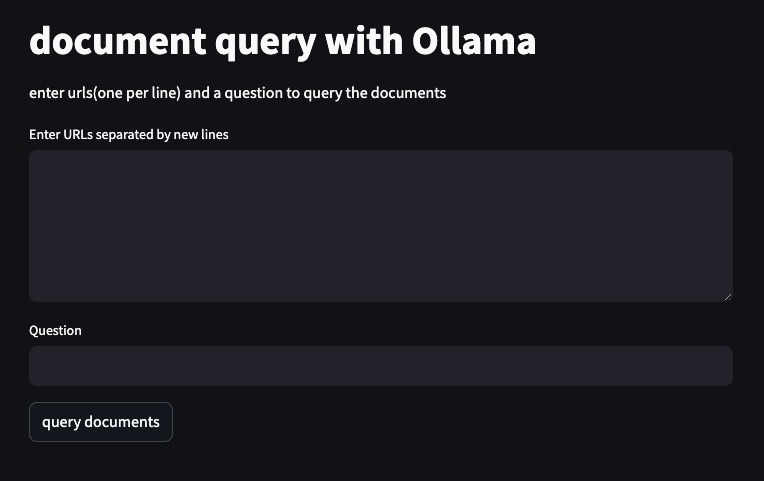 document query with Ollama
enter urls(one per line) and a question to query the documents
Enter URLs separated by new lines
Question
query documents